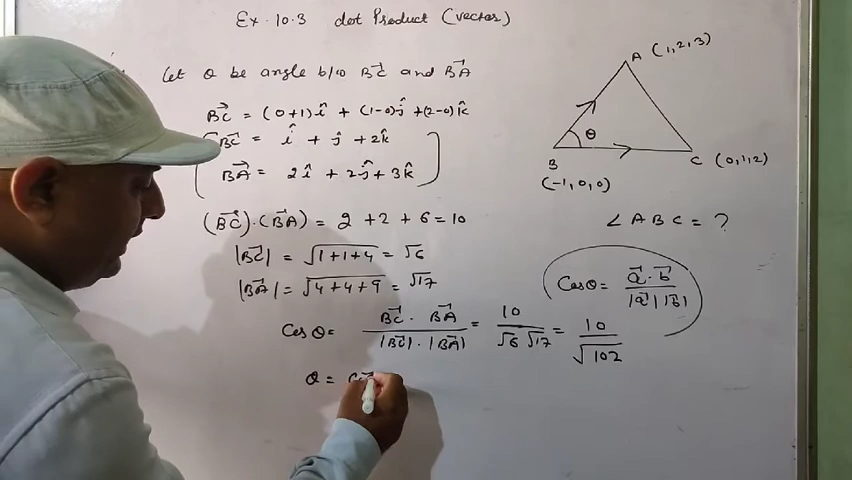 Ex. 10.3 dot Product (vector)
Let θ be angle b/w BC⃗ and BA⃗
BC⃗ = (0+1)î + (1-0)ĵ + (2-0)k̂
BC⃗ = î + ĵ + 2k̂
BA⃗ = 2î + 2ĵ + 3k̂
(BC⃗)·(BA⃗) = 2 + 2 + 6 = 10
|BC⃗| = √(1+1+4) = √6
|BA⃗| = √(4+4+9) = √17
Cos θ = (BC⃗ · BA⃗) / (|BC⃗| · |BA⃗|) = 10 / (√6 √17) = 10 / √102
θ =
A (1,2,3)
θ
B
(-1,0,0)
C (0,1,2)
∠ABC = ?
Cos θ = (a⃗ · b⃗) / (|a⃗| |b⃗|)